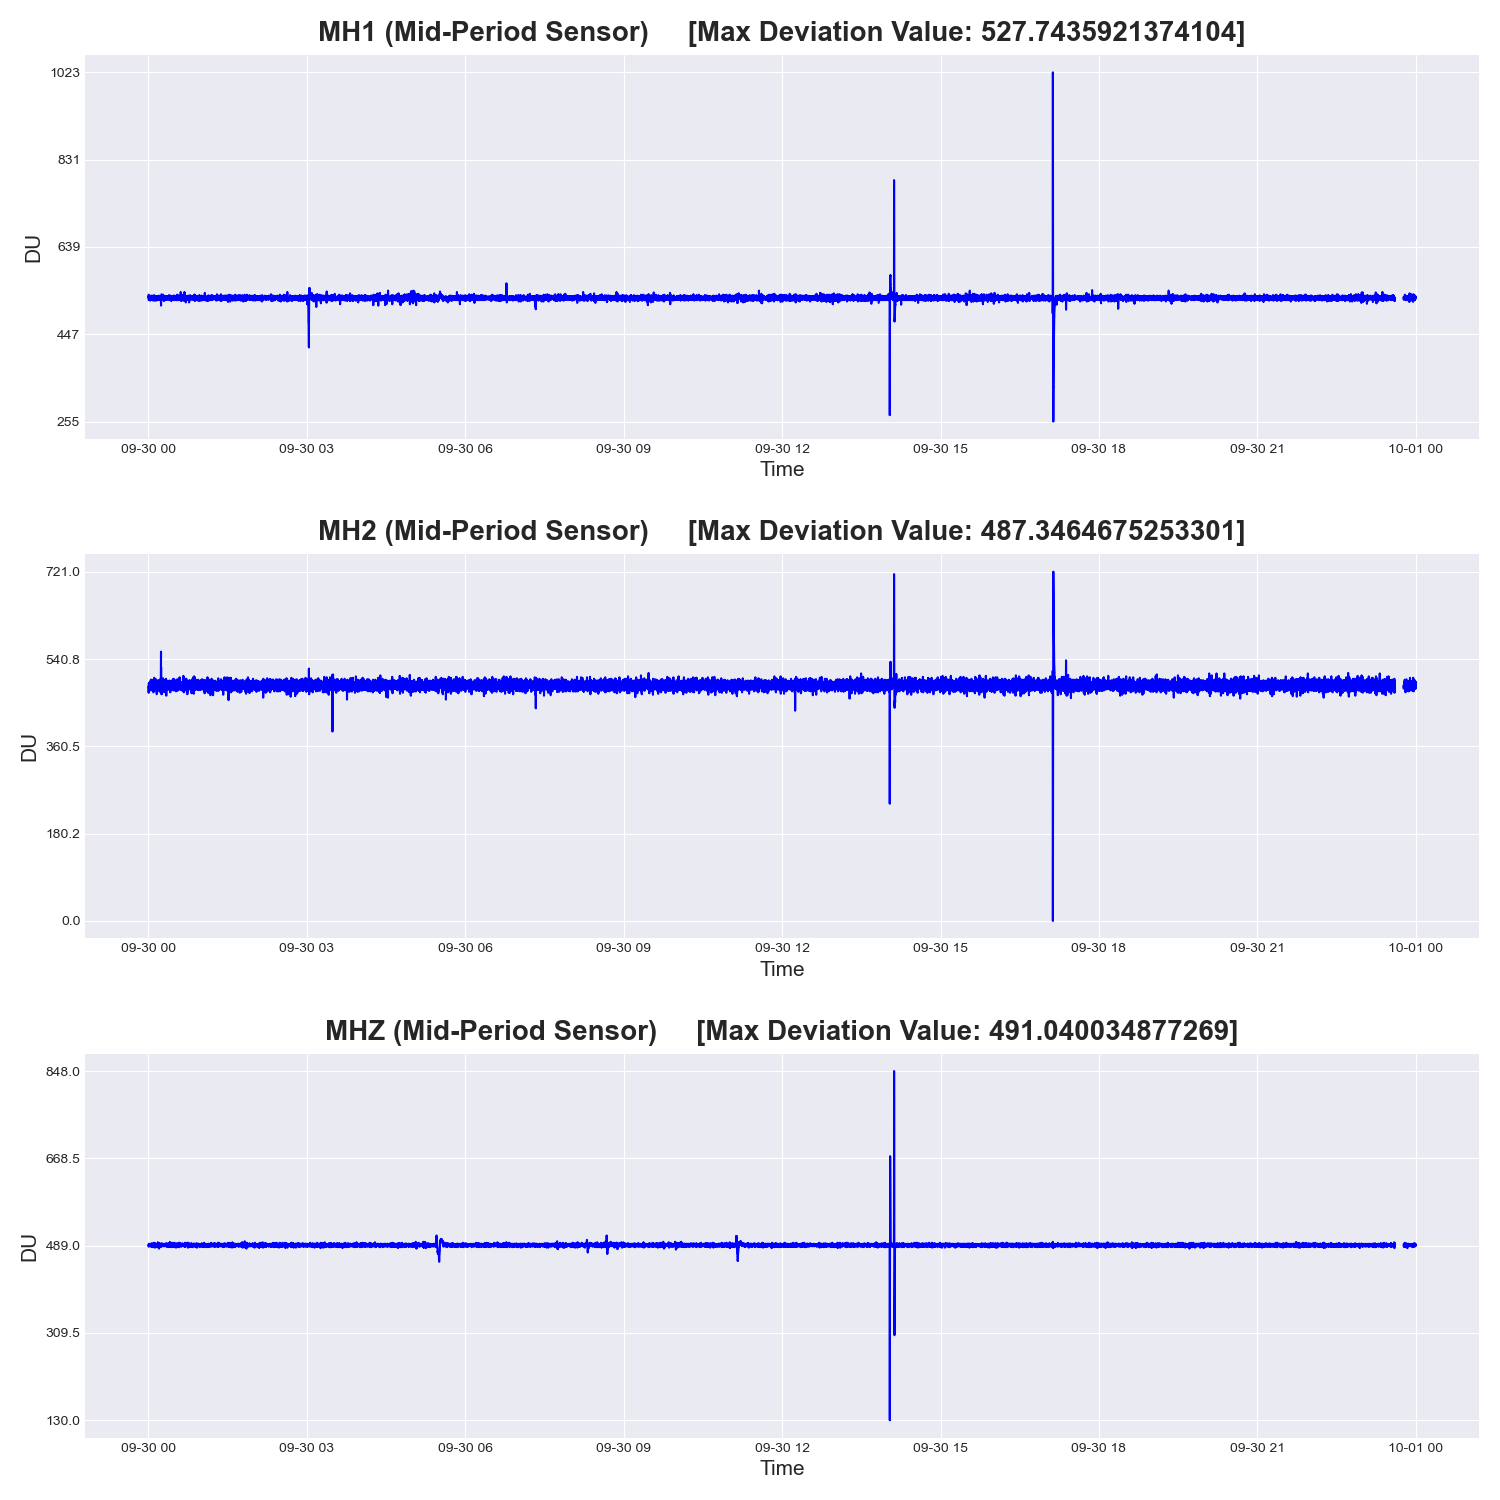 MH1 (Mid-Period Sensor) [Max Deviation Value: 527.7435921374104]
1023
831
639
447
255
DU
09-30 00 09-30 03 09-30 06 09-30 09 09-30 12 09-30 15 09-30 18 09-30 21 10-01 00
Time
MH2 (Mid-Period Sensor) [Max Deviation Value: 487.3464675253301]
721.0
540.8
360.5
180.2
0.0
DU
09-30 00 09-30 03 09-30 06 09-30 09 09-30 12 09-30 15 09-30 18 09-30 21 10-01 00
Time
MHZ (Mid-Period Sensor) [Max Deviation Value: 491.040034877269]
848.0
668.5
489.0
309.5
130.0
DU
09-30 00 09-30 03 09-30 06 09-30 09 09-30 12 09-30 15 09-30 18 09-30 21 10-01 00
Time